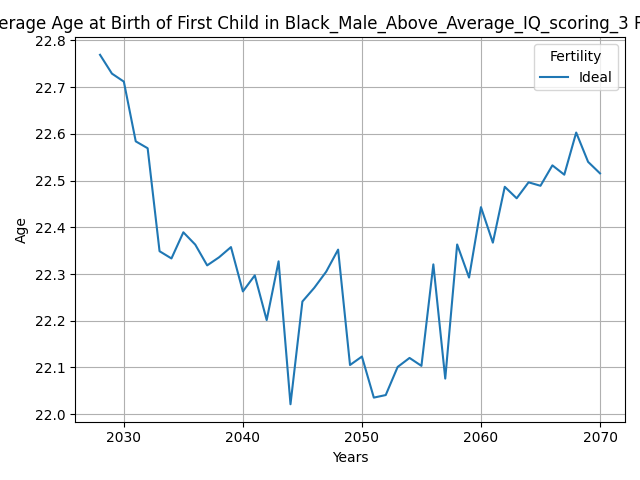 Age at Birth of First Child in Black_Male_Above_Average_IQ_scoring_3
22.8
22.7
22.6
22.5
22.4
22.3
22.2
22.1
22.0
Age
Fertility
Ideal
2030 2040 2050 2060 2070
Years